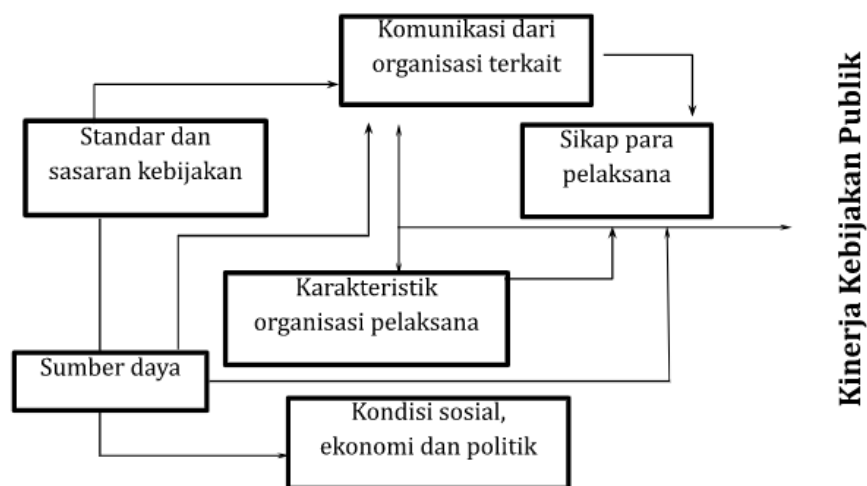 Komunikasi dari
organisasi terkait
Standar dan
sasaran kebijakan
Sikap para
pelaksana
Karakteristik
organisasi pelaksana
Sumber daya
Kondisi sosial,
ekonomi dan politik
Kinerja Kebijakan Publik